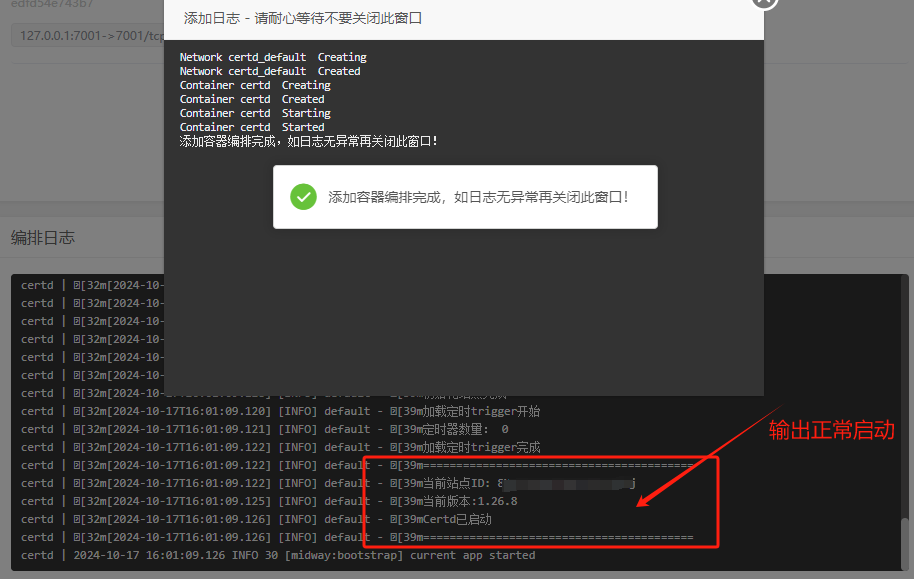 edfd54e743b7
添加日志 - 请耐心等待不要关闭此窗口
127.0.0.1:7001->7001/tcp
Network certd_default  Creating
Network certd_default  Created
Container certd  Creating
Container certd  Created
Container certd  Starting
Container certd  Started
添加容器编排完成，如日志无异常再关闭此窗口!
添加容器编排完成，如日志无异常再关闭此窗口!
编排日志
certd | [32m[2024-10-
certd | [32m[2024-10-
certd | [32m[2024-10-
certd | [32m[2024-10-
certd | [32m[2024-10-
certd | [32m[2024-10-
certd | [32m[2024-10-
certd | [32m[2024-10-17T16:01:09.120] [INFO] default - [39m加载定时trigger开始
certd | [32m[2024-10-17T16:01:09.121] [INFO] default - [39m定时器数量: 0
certd | [32m[2024-10-17T16:01:09.122] [INFO] default - [39m加载定时trigger完成
certd | [32m[2024-10-17T16:01:09.122] [INFO] default - [39m=========================================
certd | [32m[2024-10-17T16:01:09.122] [INFO] default - [39m当前站点ID: 8
certd | [32m[2024-10-17T16:01:09.125] [INFO] default - [39m当前版本:1.26.8
certd | [32m[2024-10-17T16:01:09.126] [INFO] default - [39mCertd已启动
certd | [32m[2024-10-17T16:01:09.126] [INFO] default - [39m=========================================
certd | 2024-10-17 16:01:09.126 INFO 30 [midway:bootstrap] current app started
输出正常启动